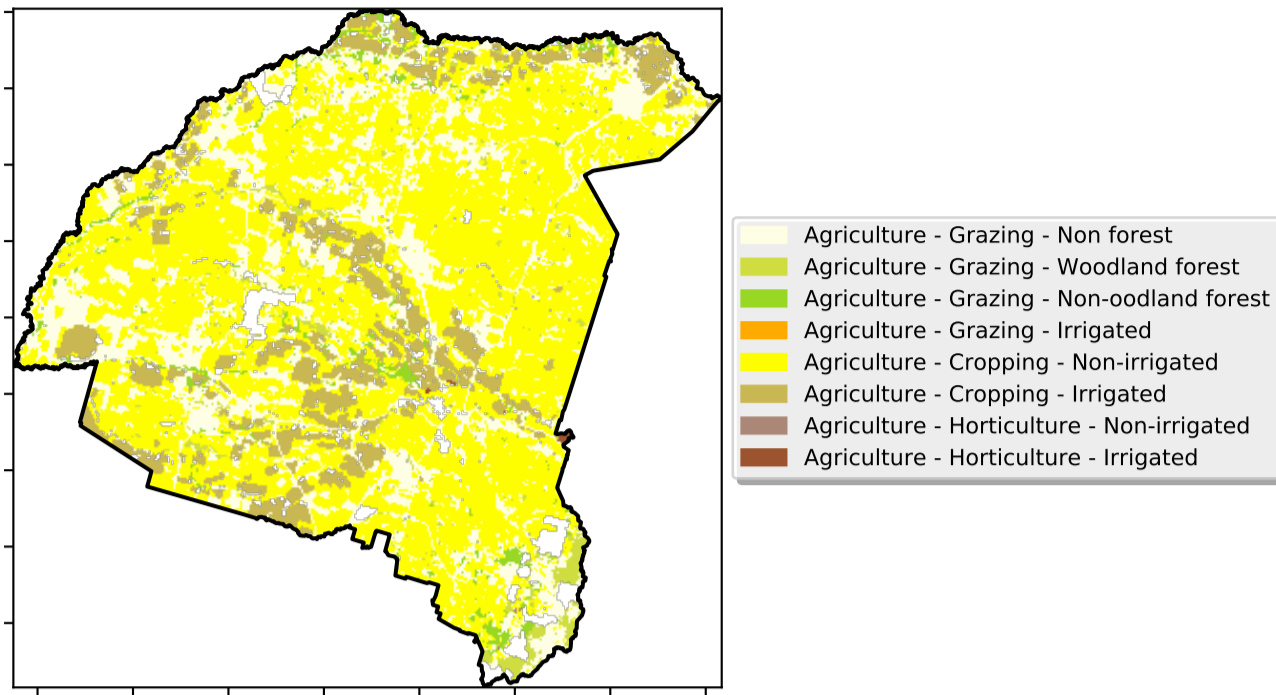 Agriculture - Grazing - Non forest
Agriculture - Grazing - Woodland forest
Agriculture - Grazing - Non-oodland forest
Agriculture - Grazing - Irrigated
Agriculture - Cropping - Non-irrigated
Agriculture - Cropping - Irrigated
Agriculture - Horticulture - Non-irrigated
Agriculture - Horticulture - Irrigated